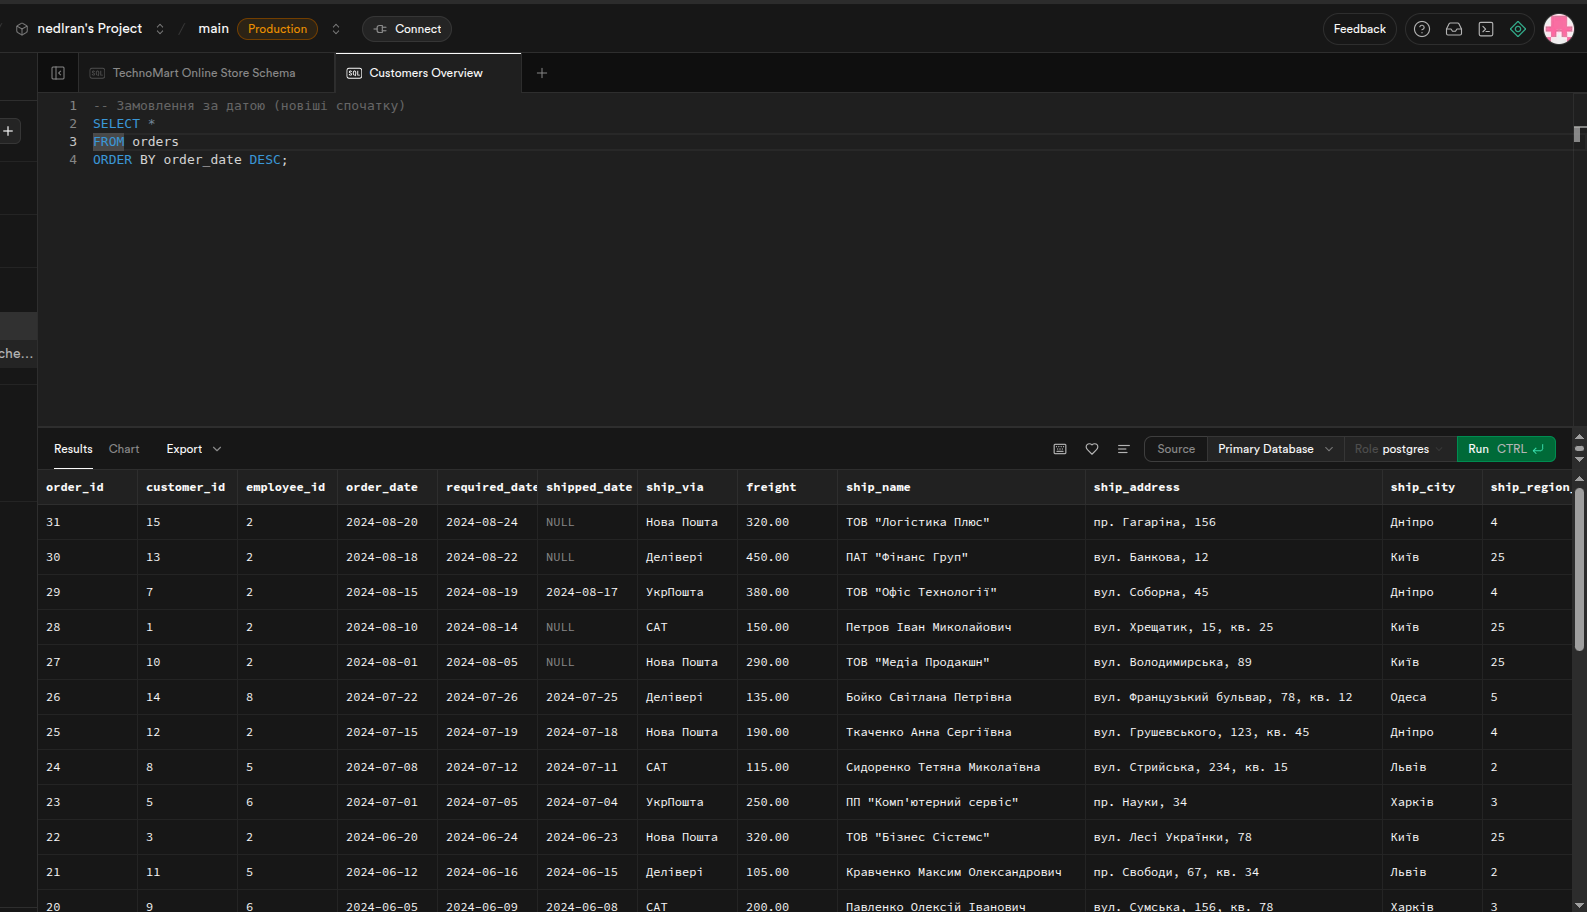 nedIran's Project / main Production Connect Feedback
SQL TechnoMart Online Store Schema SQL Customers Overview
1 -- Замовлення за датою (новіші спочатку)
2 SELECT *
3 FROM orders
4 ORDER BY order_date DESC;
che...
Results Chart Export Source Primary Database Role postgres Run CTRL
order_id customer_id employee_id order_date required_date shipped_date ship_via freight ship_name ship_address ship_city ship_region_
31 15 2 2024-08-20 2024-08-24 NULL Нова Пошта 320.00 ТОВ "Логістика Плюс" пр. Гагаріна, 156 Дніпро 4
30 13 2 2024-08-18 2024-08-22 NULL Делівері 450.00 ПАТ "Фінанс Груп" вул. Банкова, 12 Київ 25
29 7 2 2024-08-15 2024-08-19 2024-08-17 УкрПошта 380.00 ТОВ "Офіс Технології" вул. Соборна, 45 Дніпро 4
28 1 2 2024-08-10 2024-08-14 NULL САТ 150.00 Петров Іван Миколайович вул. Хрещатик, 15, кв. 25 Київ 25
27 10 2 2024-08-01 2024-08-05 NULL Нова Пошта 290.00 ТОВ "Медіа Продакшн" вул. Володимирська, 89 Київ 25
26 14 8 2024-07-22 2024-07-26 2024-07-25 Делівері 135.00 Бойко Світлана Петрівна вул. Французький бульвар, 78, кв. 12 Одеса 5
25 12 2 2024-07-15 2024-07-19 2024-07-18 Нова Пошта 190.00 Ткаченко Анна Сергіївна вул. Грушевського, 123, кв. 45 Дніпро 4
24 8 5 2024-07-08 2024-07-12 2024-07-11 САТ 115.00 Сидоренко Тетяна Миколаївна вул. Стрийська, 234, кв. 15 Львів 2
23 5 6 2024-07-01 2024-07-05 2024-07-04 УкрПошта 250.00 ПП "Комп'ютерний сервіс" пр. Науки, 34 Харків 3
22 3 2 2024-06-20 2024-06-24 2024-06-23 Нова Пошта 320.00 ТОВ "Бізнес Сістемс" вул. Лесі Українки, 78 Київ 25
21 11 5 2024-06-12 2024-06-16 2024-06-15 Делівері 105.00 Кравченко Максим Олександрович пр. Свободи, 67, кв. 34 Львів 2
20 9 6 2024-06-05 2024-06-09 2024-06-08 САТ 200.00 Павленко Олексій Іванович вул. Сумська, 156, кв. 78 Харків 3